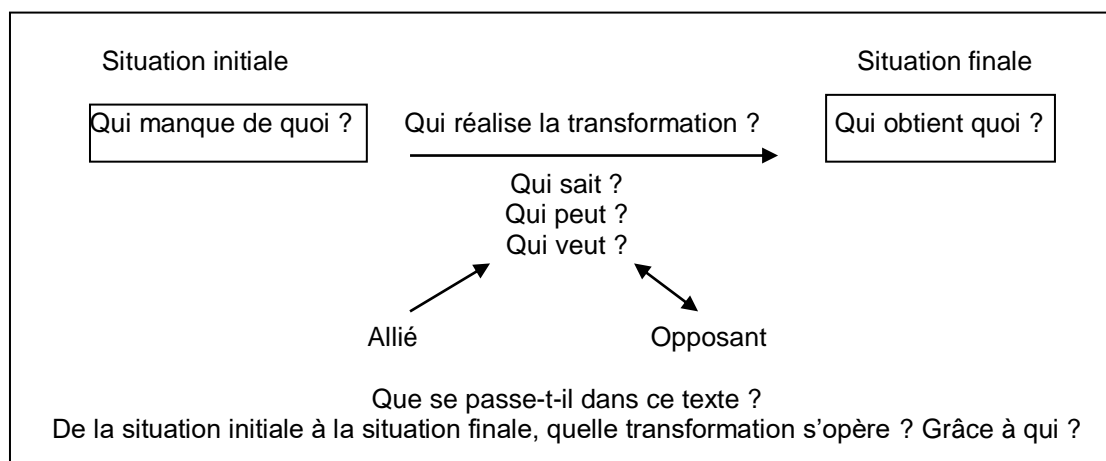 Situation initiale
Situation finale
Qui manque de quoi ?
Qui réalise la transformation ?
Qui obtient quoi ?
Qui sait ?
Qui peut ?
Qui veut ?
Allié
Opposant
Que se passe-t-il dans ce texte ?
De la situation initiale à la situation finale, quelle transformation s’opère ? Grâce à qui ?